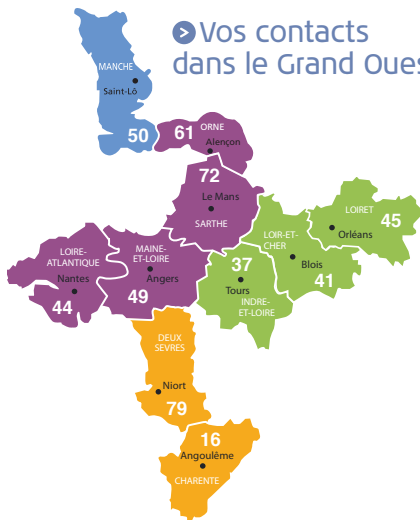 Vos contacts
dans le Grand Oues
MANCHE
Saint-Lô
50
61
ORNE
Alençon
72
Le Mans
SARTHE
LOIRET
45
Orléans
LOIR-ET-
CHER
Blois
41
LOIRE-
ATLANTIQUE
Nantes
44
MAINE-
ET-LOIRE
Angers
49
37
Tours
INDRE-
ET-LOIRE
DEUX
SEVRES
Niort
79
16
Angoulême
CHARENTE